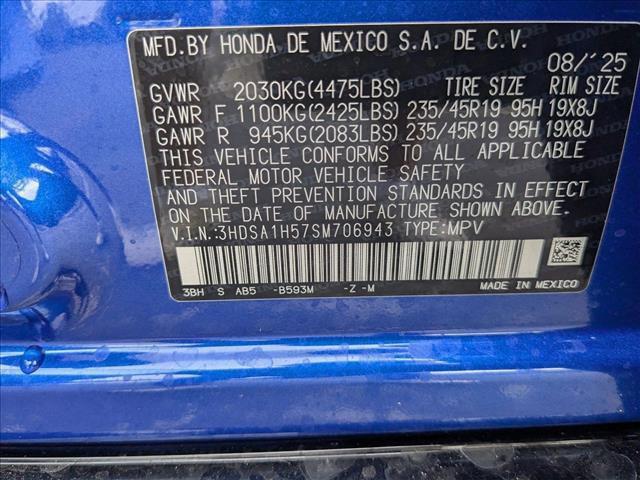 MFD.BY HONDA DE MEXICO S.A. DE C.V.
08/'25
GVWR 2030KG(4475LBS) TIRE SIZE RIM SIZE
GAWR F 1100KG(2425LBS) 235/45R19 95H 19X8J
GAWR R 945KG(2083LBS) 235/45R19 95H 19X8J
THIS VEHICLE CONFORMS TO ALL APPLICABLE
FEDERAL MOTOR VEHICLE SAFETY
AND THEFT PREVENTION STANDARDS IN EFFECT
ON THE DATE OF MANUFACTURE SHOWN ABOVE.
V.I.N.:3HDSA1H57SM706943 TYPE:MPV
3BH S AB5 -B593M -Z -M MADE IN MEXICO